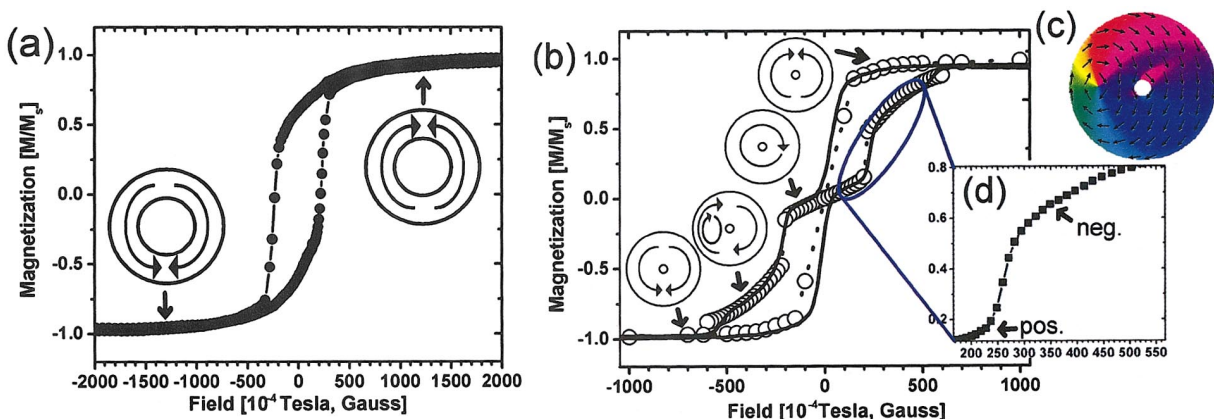 (a)
Magnetization [M/Mₛ]
1.0
0.5
0.0
-0.5
-1.0
-2000 -1500 -1000 -500 0 500 1000 1500 2000
Field [10⁻⁴ Tesla, Gauss]
(b)
Magnetization [M/Mₛ]
1.0
0.5
0.0
-0.5
-1.0
-1000 -500 0 500 1000
Field [10⁻⁴ Tesla, Gauss]
(c)
(d)
0.8
0.6
0.4
0.2
neg.
pos.
200 250 300 350 400 450 500 550